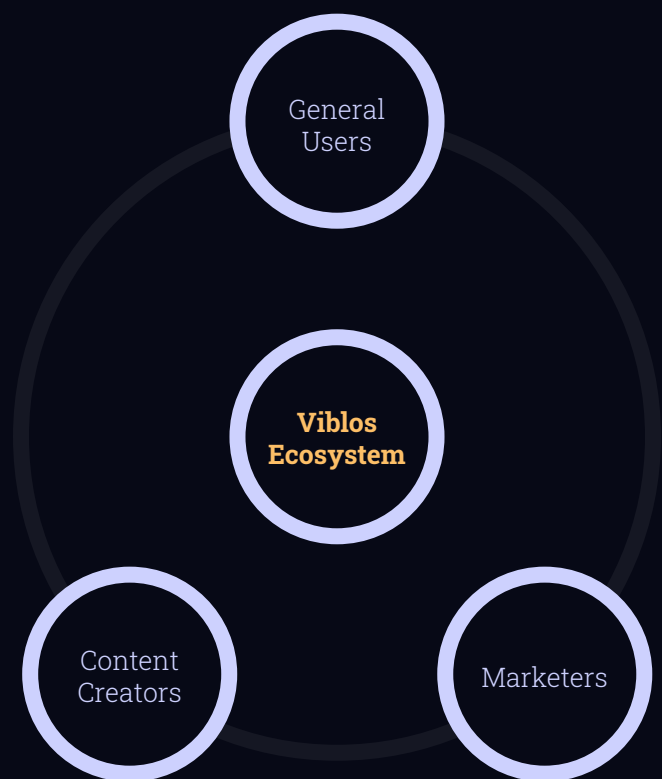 General
Users
Viblos
Ecosystem
Content
Creators
Marketers